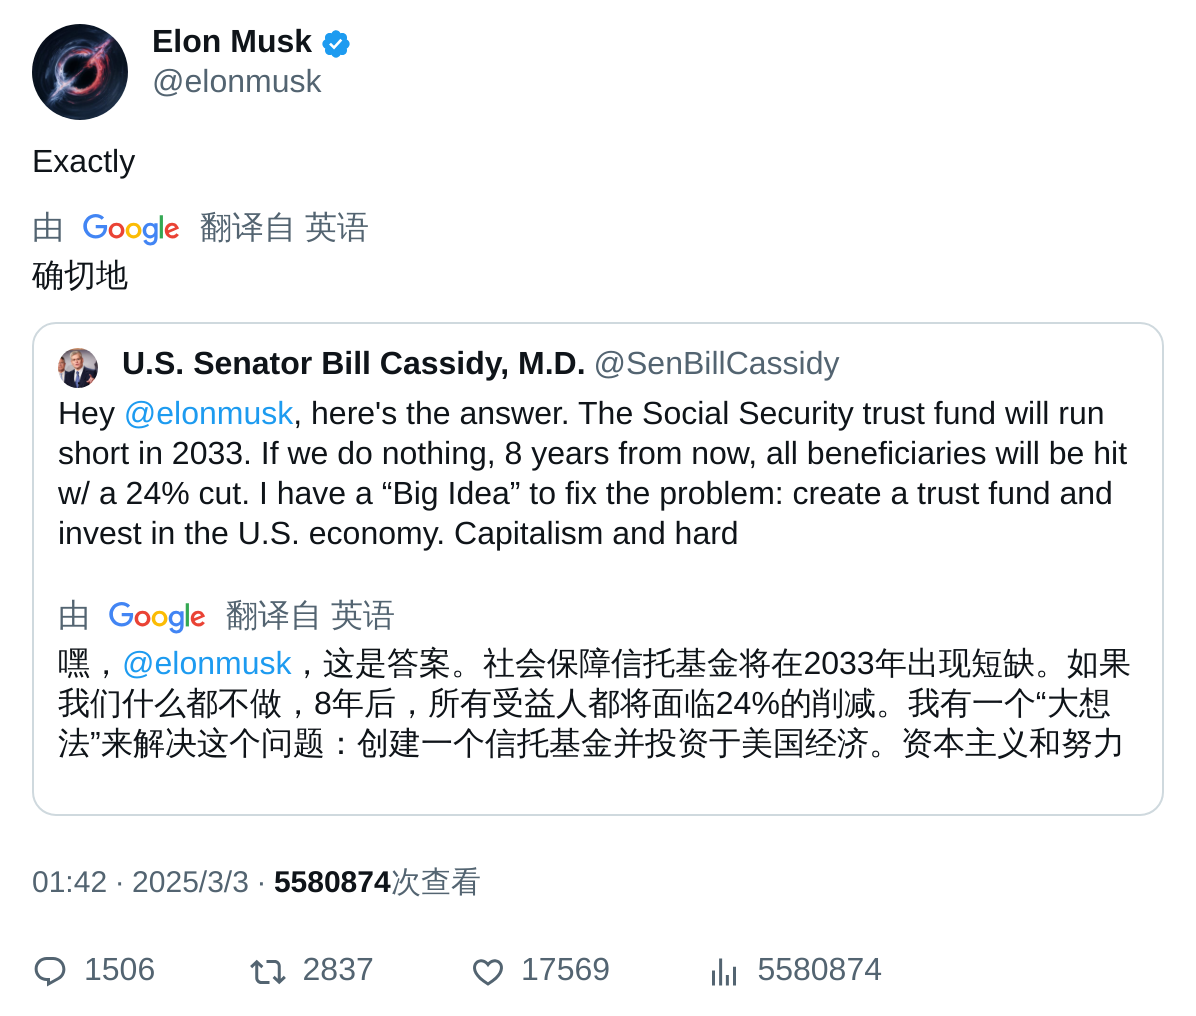 Elon Musk
@elonmusk
Exactly
由 Google 翻译自 英语
确切地
U.S. Senator Bill Cassidy, M.D. @SenBillCassidy
Hey @elonmusk, here's the answer. The Social Security trust fund will run
short in 2033. If we do nothing, 8 years from now, all beneficiaries will be hit
w/ a 24% cut. I have a “Big Idea” to fix the problem: create a trust fund and
invest in the U.S. economy. Capitalism and hard
由 Google 翻译自 英语
嘿，@elonmusk，这是答案。社会保障信托基金将在2033年出现短缺。如果
我们什么都不做，8年后，所有受益人都将面临24%的削减。我有一个“大想
法”来解决这个问题：创建一个信托基金并投资于美国经济。资本主义和努力
01:42 · 2025/3/3 · 5580874次查看
1506 2837 17569 5580874